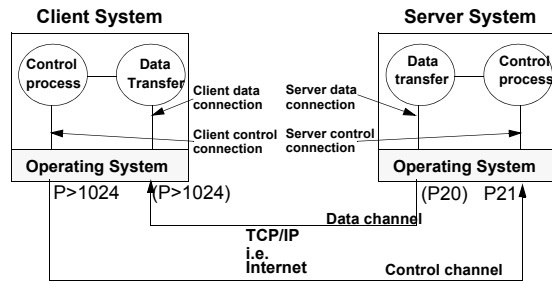 Client System
Server System
Control
process
Data
Transfer
Client data
connection
Server data
connection
Data
transfer
Control
process
Client control
connection
Server control
connection
Operating System
Operating System
P>1024
(P>1024)
(P20)
P21
Data channel
TCP/IP
i.e.
Internet
Control channel